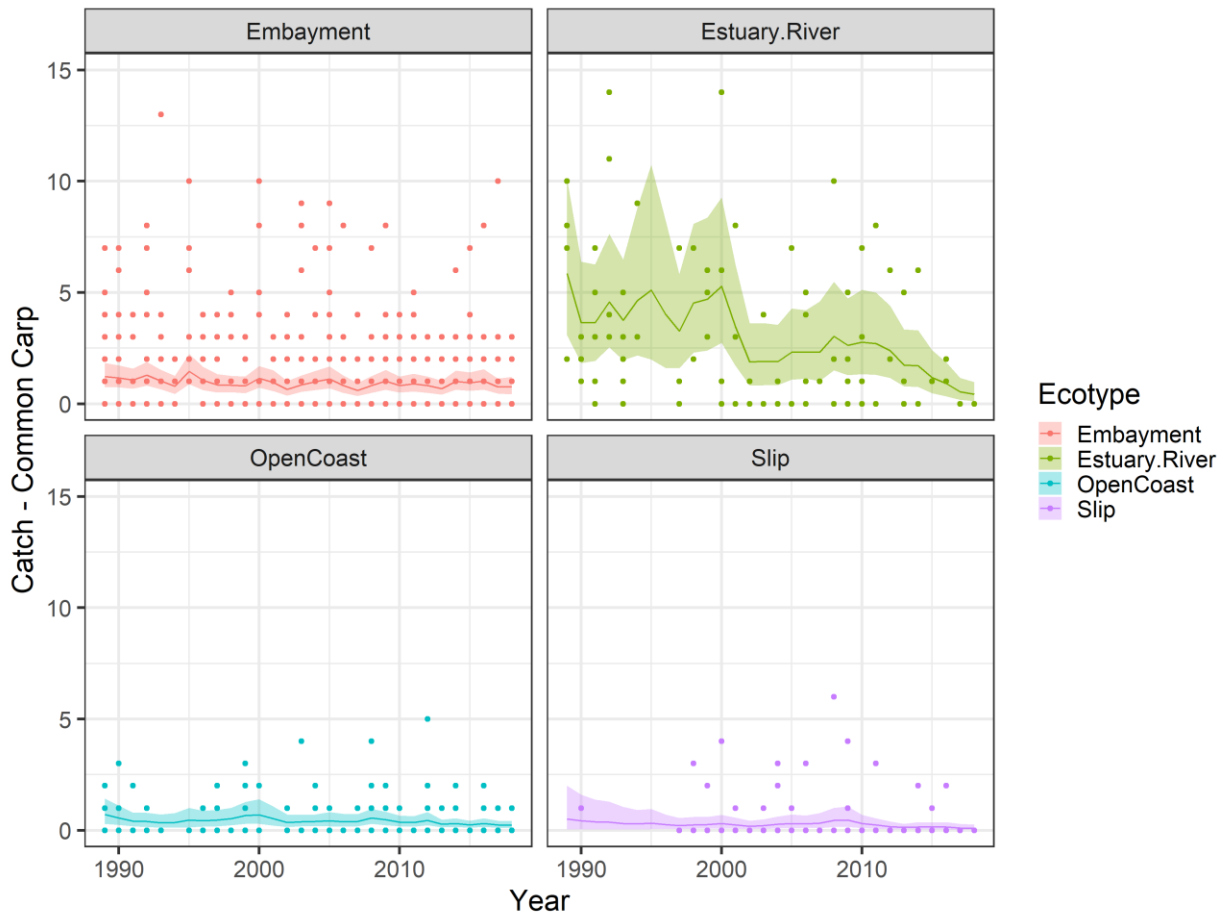 Embayment
Estuary.River
15
10
5
0
Catch - Common Carp
OpenCoast
Slip
15
10
5
0
1990
2000
2010
1990
2000
2010
Year
Ecotype
Embayment
Estuary.River
OpenCoast
Slip